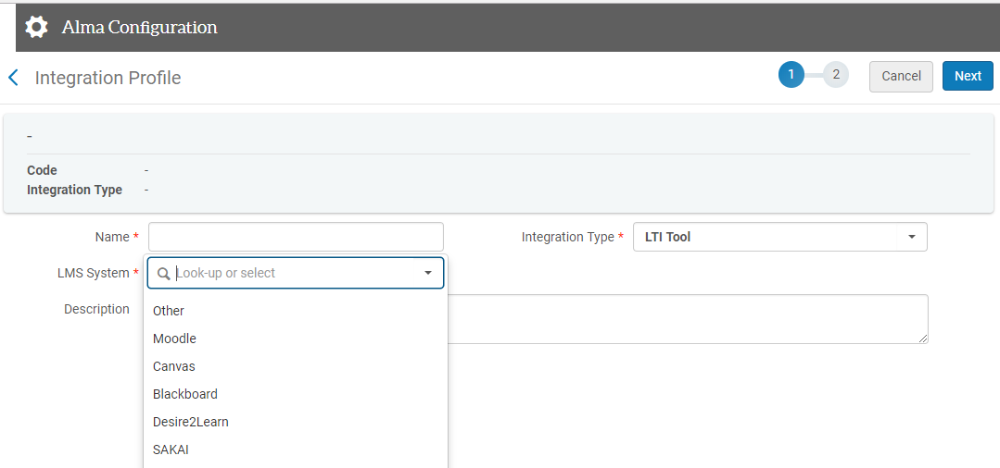 Alma Configuration
Integration Profile 1 2 Cancel Next
-
Code -
Integration Type -
Name * Integration Type * LTI Tool
LMS System * Look-up or select
Description
Other
Moodle
Canvas
Blackboard
Desire2Learn
SAKAI